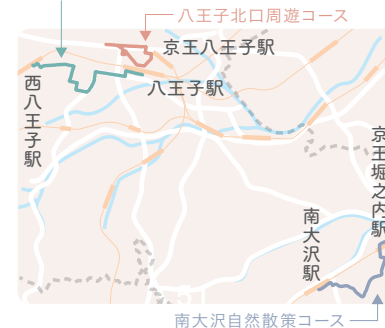 八王子北口周遊コース
京王八王子駅
八王子駅
西八王子駅
京王堀之内駅
南大沢駅
南大沢自然散策コース